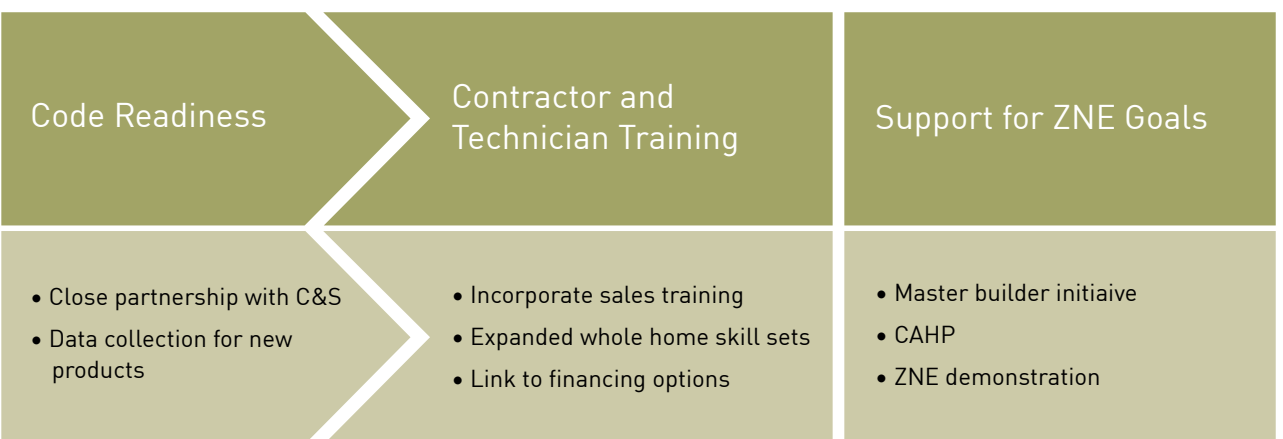 Code Readiness
Contractor and
Technician Training
Support for ZNE Goals
• Close partnership with C&S
• Data collection for new
products
• Incorporate sales training
• Expanded whole home skill sets
• Link to financing options
• Master builder initiaive
• CAHP
• ZNE demonstration